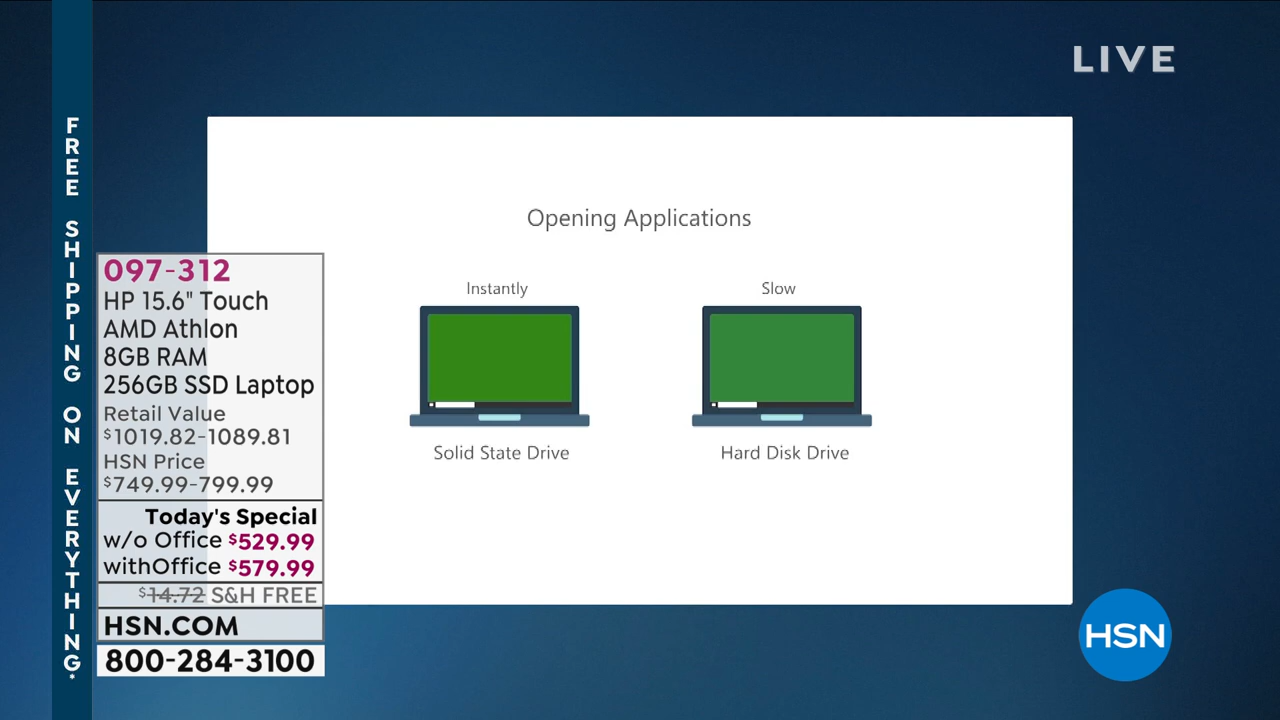 FREE SHIPPING ON EVERYTHING*
LIVE
Opening Applications
Instantly
Slow
Solid State Drive
Hard Disk Drive
097-312
HP 15.6" Touch
AMD Athlon
8GB RAM
256GB SSD Laptop
Retail Value
$1019.82-1089.81
HSN Price
$749.99-799.99
Today's Special
w/o Office $529.99
withOffice $579.99
$14.72 S&H FREE
HSN.COM
800-284-3100
HSN